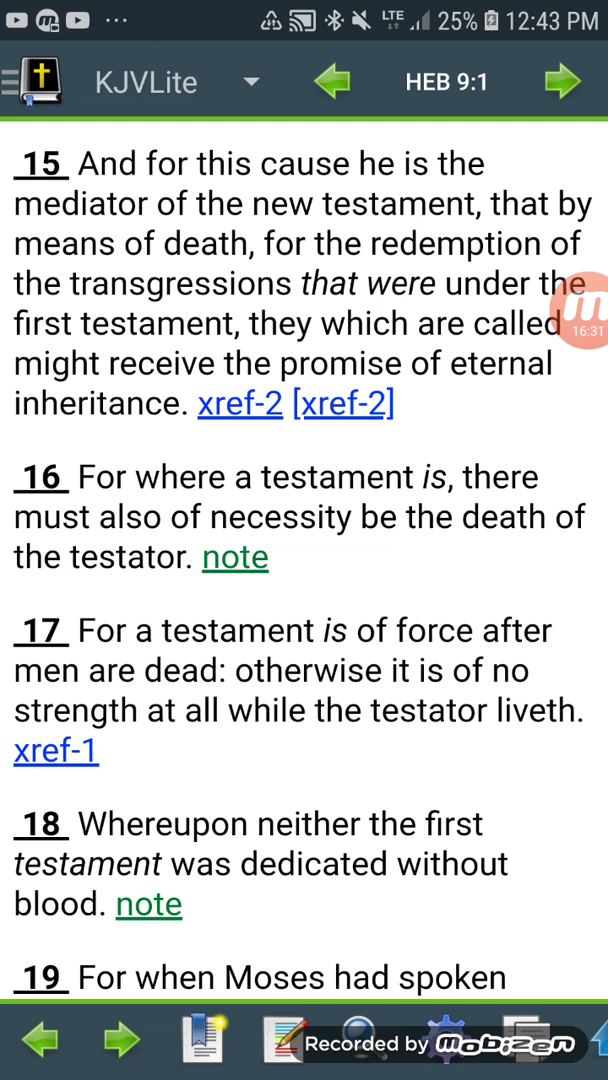 LTE 25% 12:43 PM
KJVLite HEB 9:1
15 And for this cause he is the
mediator of the new testament, that by
means of death, for the redemption of
the transgressions that were under the
first testament, they which are called
might receive the promise of eternal
inheritance. xref-2 [xref-2]
m
16:31
16 For where a testament is, there
must also of necessity be the death of
the testator. note
17 For a testament is of force after
men are dead: otherwise it is of no
strength at all while the testator liveth.
xref-1
18 Whereupon neither the first
testament was dedicated without
blood. note
19 For when Moses had spoken
Recorded by mobizen